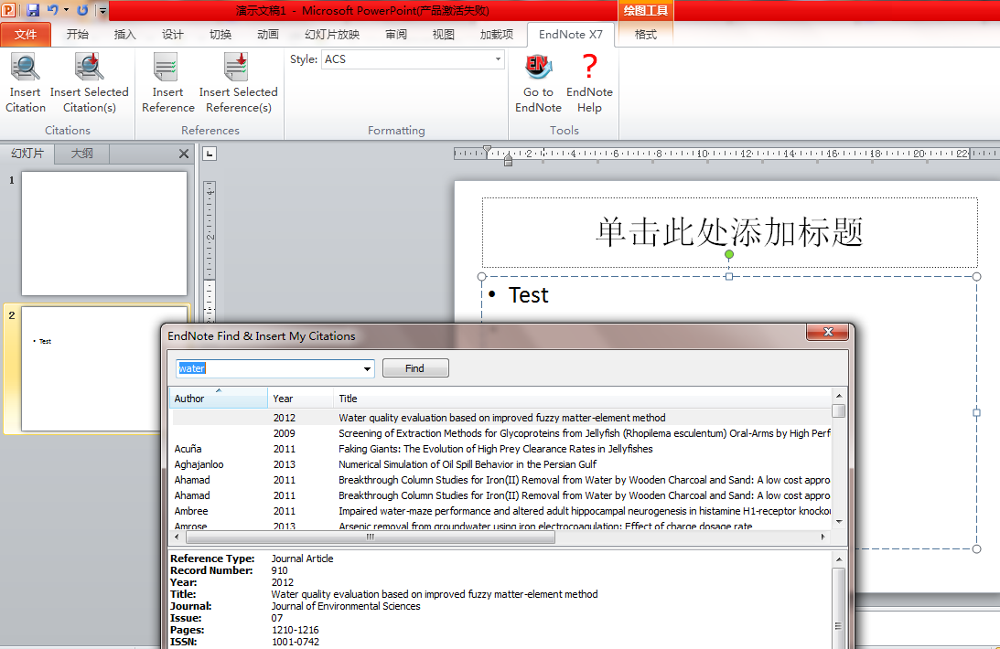 演示文稿1 - Microsoft PowerPoint(产品激活失败)
绘图工具
文件 开始 插入 设计 切换 动画 幻灯片放映 审阅 视图 加载项 EndNote X7 格式
Style: ACS
Insert Citation
Insert Selected Citation(s)
Insert Reference
Insert Selected Reference(s)
Go to EndNote
EndNote Help
Citations References Formatting Tools
幻灯片 大纲
2 4 6 8 10 12 14 16 18 20 22
1
单击此处添加标题
• Test
2
• Test
EndNote Find & Insert My Citations
water Find
Author Year Title
2012 Water quality evaluation based on improved fuzzy matter-element method
2009 Screening of Extraction Methods for Glycoproteins from Jellyfish (Rhopilema esculentum) Oral-Arms by High Perf
Acuña 2011 Faking Giants: The Evolution of High Prey Clearance Rates in Jellyfishes
Aghajanloo 2013 Numerical Simulation of Oil Spill Behavior in the Persian Gulf
Ahamad 2011 Breakthrough Column Studies for Iron(II) Removal from Water by Wooden Charcoal and Sand: A low cost appro
Ahamad 2011 Breakthrough Column Studies for Iron(II) Removal from Water by Wooden Charcoal and Sand: A low cost appro
Ambree 2011 Impaired water-maze performance and altered adult hippocampal neurogenesis in histamine H1-receptor knockou
Amrose 2013 Arsenic removal from groundwater using iron electrocoagulation: Effect of charge dosage rate
Reference Type: Journal Article
Record Number: 910
Year: 2012
Title: Water quality evaluation based on improved fuzzy matter-element method
Journal: Journal of Environmental Sciences
Issue: 07
Pages: 1210-1216
ISSN: 1001-0742